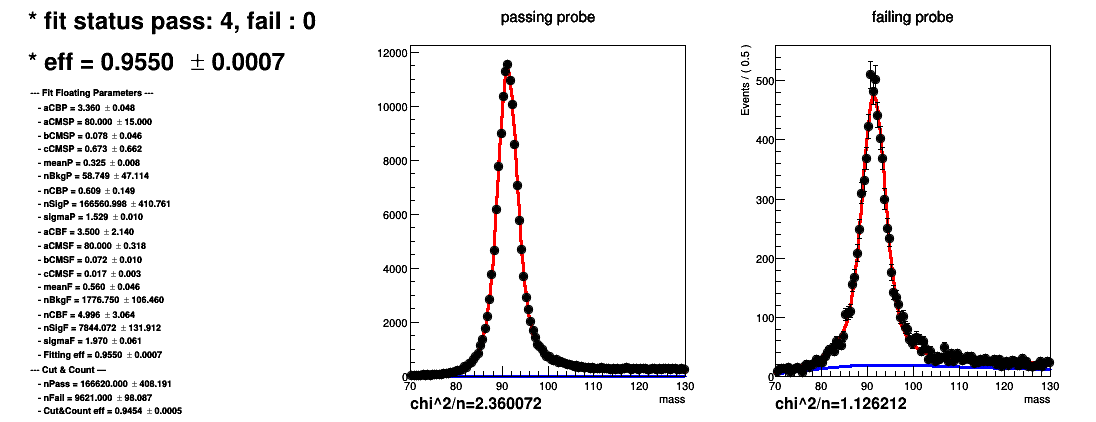 * fit status pass: 4, fail : 0
* eff = 0.9550 ± 0.0007
--- Fit Floating Parameters ---
- aCBP = 3.360 ± 0.048
- aCMSP = 80.000 ± 15.000
- bCMSP = 0.078 ± 0.046
- cCMSP = 0.673 ± 0.662
- meanP = 0.325 ± 0.008
- nBkgP = 58.749 ± 47.114
- nCBP = 0.609 ± 0.149
- nSigP = 166560.998 ± 410.761
- sigmaP = 1.529 ± 0.010
- aCBF = 3.500 ± 2.140
- aCMSF = 80.000 ± 0.318
- bCMSF = 0.072 ± 0.010
- cCMSF = 0.017 ± 0.003
- meanF = 0.560 ± 0.046
- nBkgF = 1776.750 ± 106.460
- nCBF = 4.996 ± 3.064
- nSigF = 7844.072 ± 131.912
- sigmaF = 1.970 ± 0.061
- Fitting eff = 0.9550 ± 0.0007
--- Cut & Count ---
- nPass = 166620.000 ± 408.191
- nFail = 9621.000 ± 98.087
- Cut&Count eff = 0.9454 ± 0.0005
passing probe
12000
10000
12000
6000
4000
2000
0
70 80 90 100 110 120 130
mass
chi^2/n=2.360072
failing probe
Events / ( 0.5 )
500
400
300
200
100
0
70 80 90 100 110 120 130
mass
chi^2/n=1.126212